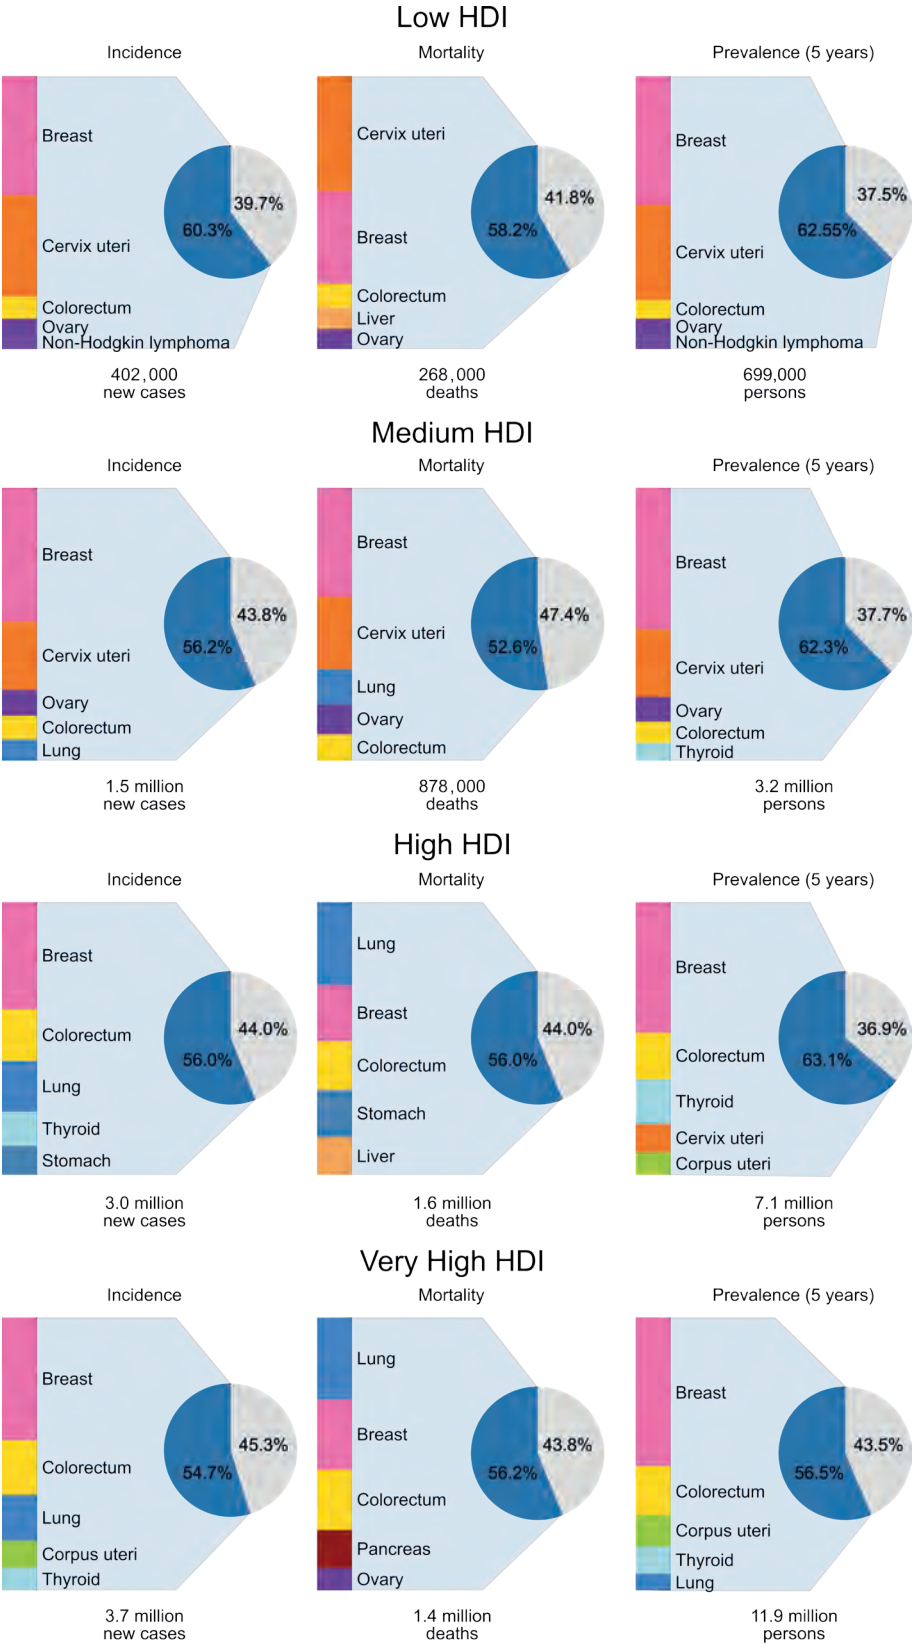 Low HDI
Incidence
Mortality
Prevalence (5 years)
Breast
Cervix uteri
Colorectum
Ovary
Non-Hodgkin lymphoma
39.7%
60.3%
402,000
new cases
Cervix uteri
Breast
Colorectum
Liver
Ovary
41.8%
58.2%
268,000
deaths
Breast
Cervix uteri
Colorectum
Ovary
Non-Hodgkin lymphoma
37.5%
62.55%
699,000
persons
Medium HDI
Incidence
Mortality
Prevalence (5 years)
Breast
Cervix uteri
Ovary
Colorectum
Lung
43.8%
56.2%
1.5 million
new cases
Breast
Cervix uteri
Lung
Ovary
Colorectum
47.4%
52.6%
878,000
deaths
Breast
Cervix uteri
Ovary
Colorectum
Thyroid
37.7%
62.3%
3.2 million
persons
High HDI
Incidence
Mortality
Prevalence (5 years)
Breast
Colorectum
Lung
Thyroid
Stomach
44.0%
56.0%
3.0 million
new cases
Lung
Breast
Colorectum
Stomach
Liver
44.0%
56.0%
1.6 million
deaths
Breast
Colorectum
Thyroid
Cervix uteri
Corpus uteri
36.9%
63.1%
7.1 million
persons
Very High HDI
Incidence
Mortality
Prevalence (5 years)
Breast
Colorectum
Lung
Corpus uteri
Thyroid
45.3%
54.7%
3.7 million
new cases
Lung
Breast
Colorectum
Pancreas
Ovary
43.8%
56.2%
1.4 million
deaths
Breast
Colorectum
Corpus uteri
Thyroid
Lung
43.5%
56.5%
11.9 million
persons